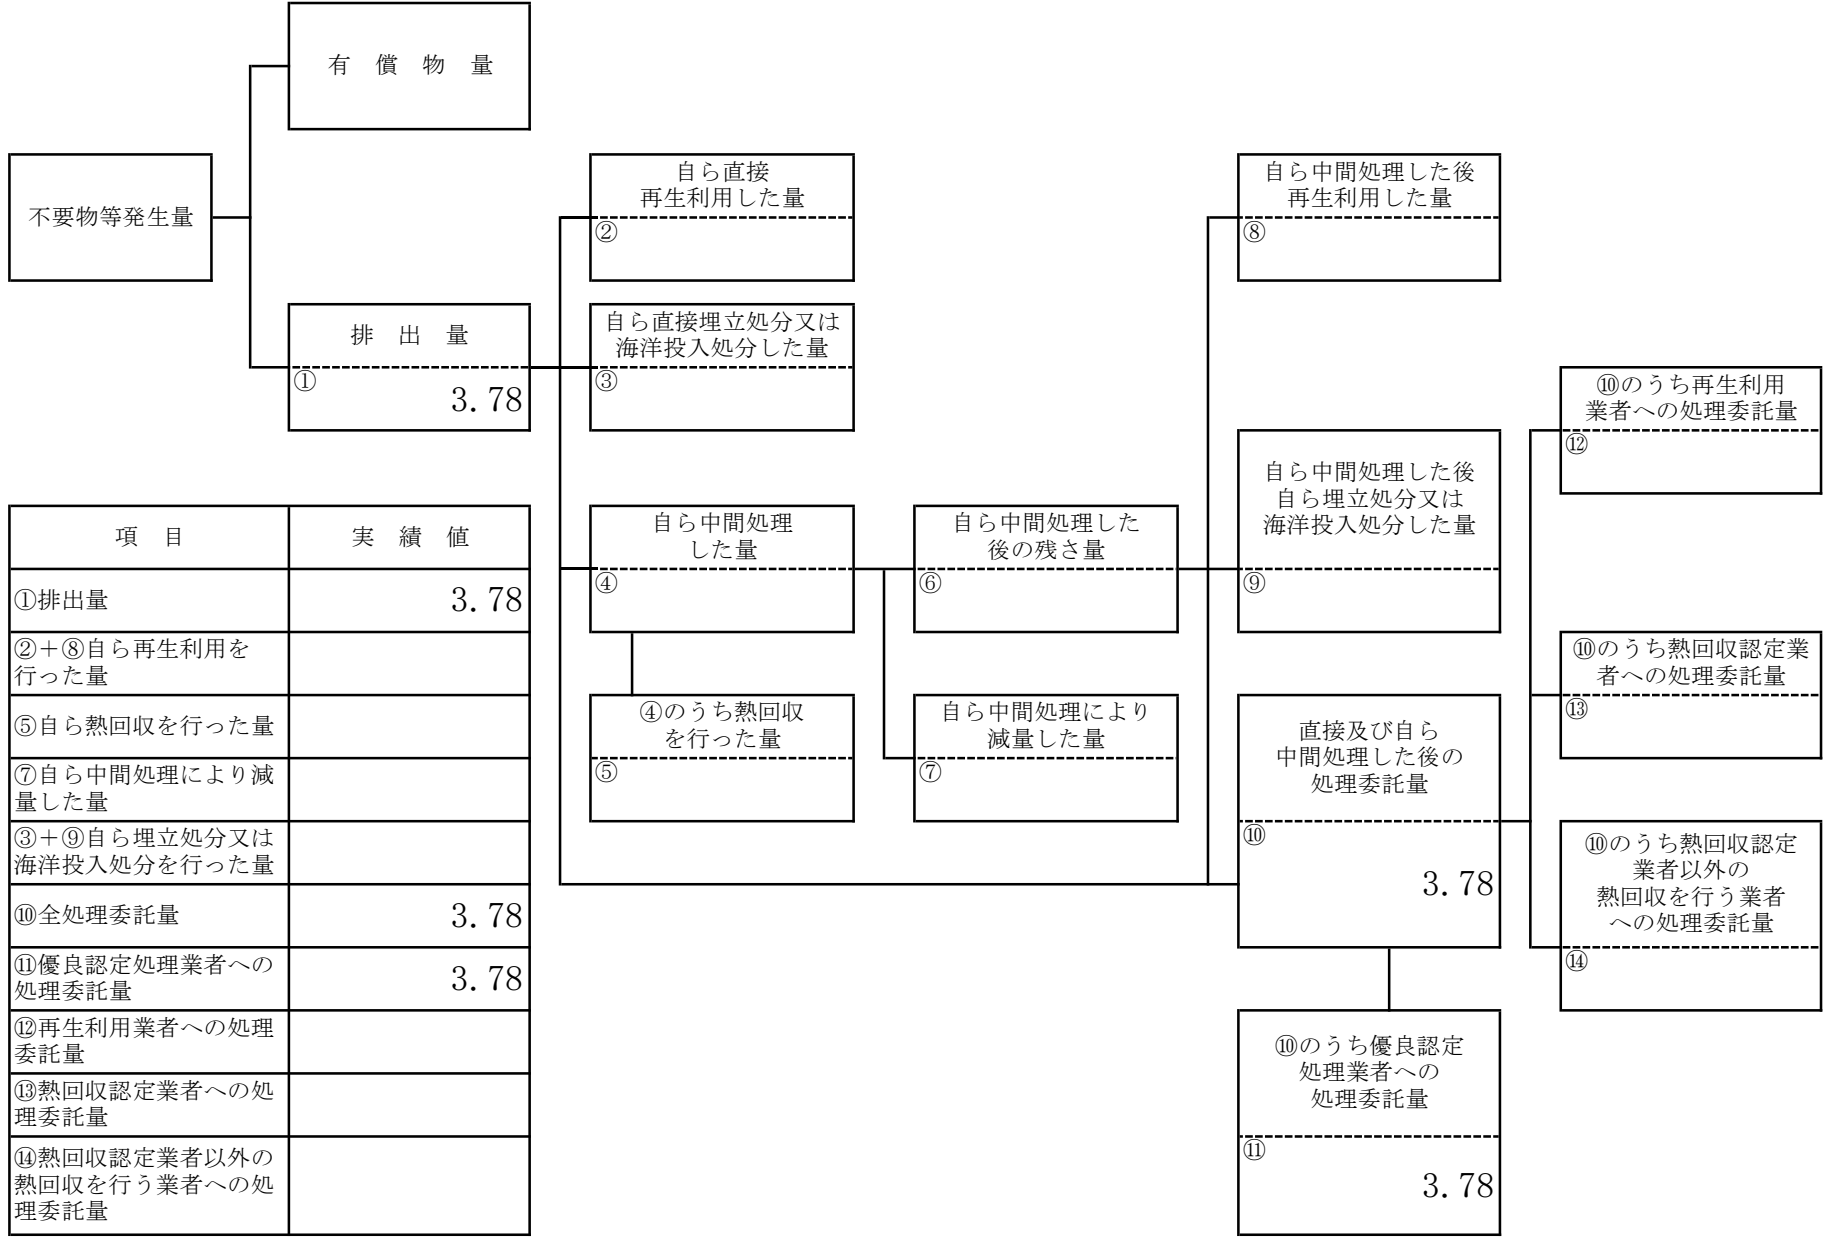 有　償　物　量
不要物等発生量
自ら直接
再生利用した量
②
自ら中間処理した後
再生利用した量
⑧
排　出　量
①
3.78
自ら直接埋立処分又は
海洋投入処分した量
③
⑩のうち再生利用
業者への処理委託量
⑫
自ら中間処理した後
自ら埋立処分又は
海洋投入処分した量
⑨
自ら中間処理
した量
④
自ら中間処理した
後の残さ量
⑥
⑩のうち熱回収認定業
者への処理委託量
⑬
④のうち熱回収
を行った量
⑤
自ら中間処理により
減量した量
⑦
直接及び自ら
中間処理した後の
処理委託量
⑩
3.78
⑩のうち熱回収認定
業者以外の
熱回収を行う業者
への処理委託量
⑭
⑩のうち優良認定
処理業者への
処理委託量
⑪
3.78
項　目　実　績　値
①排出量　3.78
②＋⑧自ら再生利用を
行った量
⑤自ら熱回収を行った量
⑦自ら中間処理により減
量した量
③＋⑨自ら埋立処分又は
海洋投入処分を行った量
⑩全処理委託量　3.78
⑪優良認定処理業者への
処理委託量　3.78
⑫再生利用業者への処理
委託量
⑬熱回収認定業者への処
理委託量
⑭熱回収認定業者以外の
熱回収を行う業者への処
理委託量